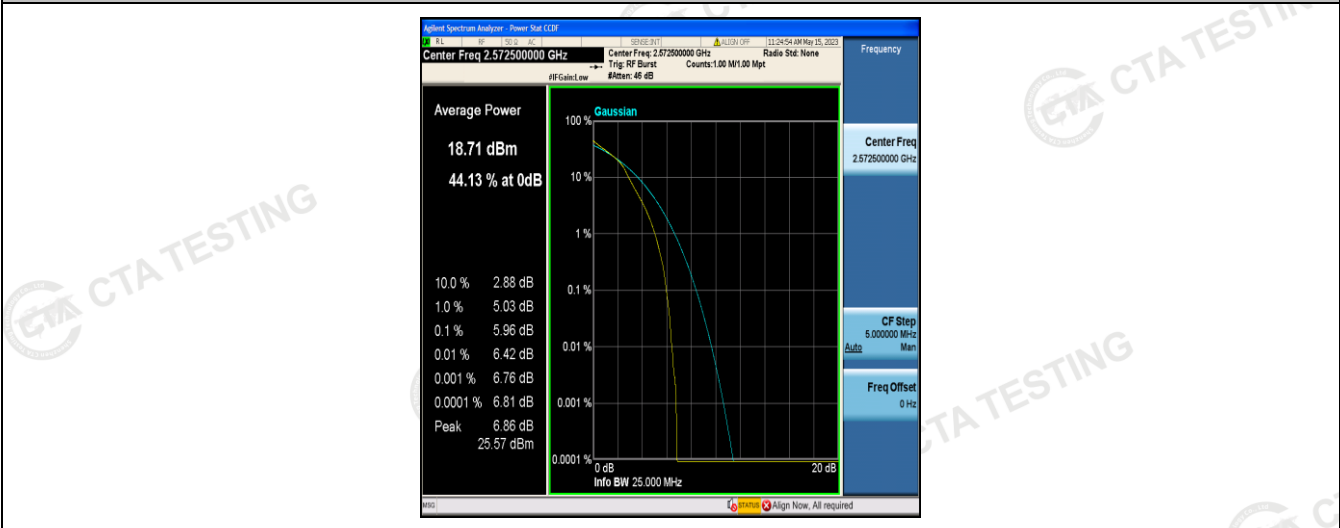 Agilent Spectrum Analyzer - Power Stat CCDF
RL RF 50 Ω AC SENSE:INT ALIGN OFF 11:24:54 AM May 15, 2023
Center Freq 2.572500000 GHz
Center Freq: 2.572500000 GHz Radio Std: None
Trig: RF Burst Counts:1.00 M/1.00 Mpt
#IFGain:Low #Atten: 46 dB
Frequency
Average Power
18.71 dBm
44.13 % at 0dB
10.0 % 2.88 dB
1.0 % 5.03 dB
0.1 % 5.96 dB
0.01 % 6.42 dB
0.001 % 6.76 dB
0.0001 % 6.81 dB
Peak 6.86 dB
25.57 dBm
Gaussian
100 %
10 %
1 %
0.1 %
0.01 %
0.001 %
0.0001 %
0 dB 20 dB
Info BW 25.000 MHz
Center Freq
2.572500000 GHz
CF Step
5.000000 MHz
Auto Man
Freq Offset
0 Hz
MSG STATUS Align Now, All required
CTA TESTING
CTA TESTING
CTA TESTING